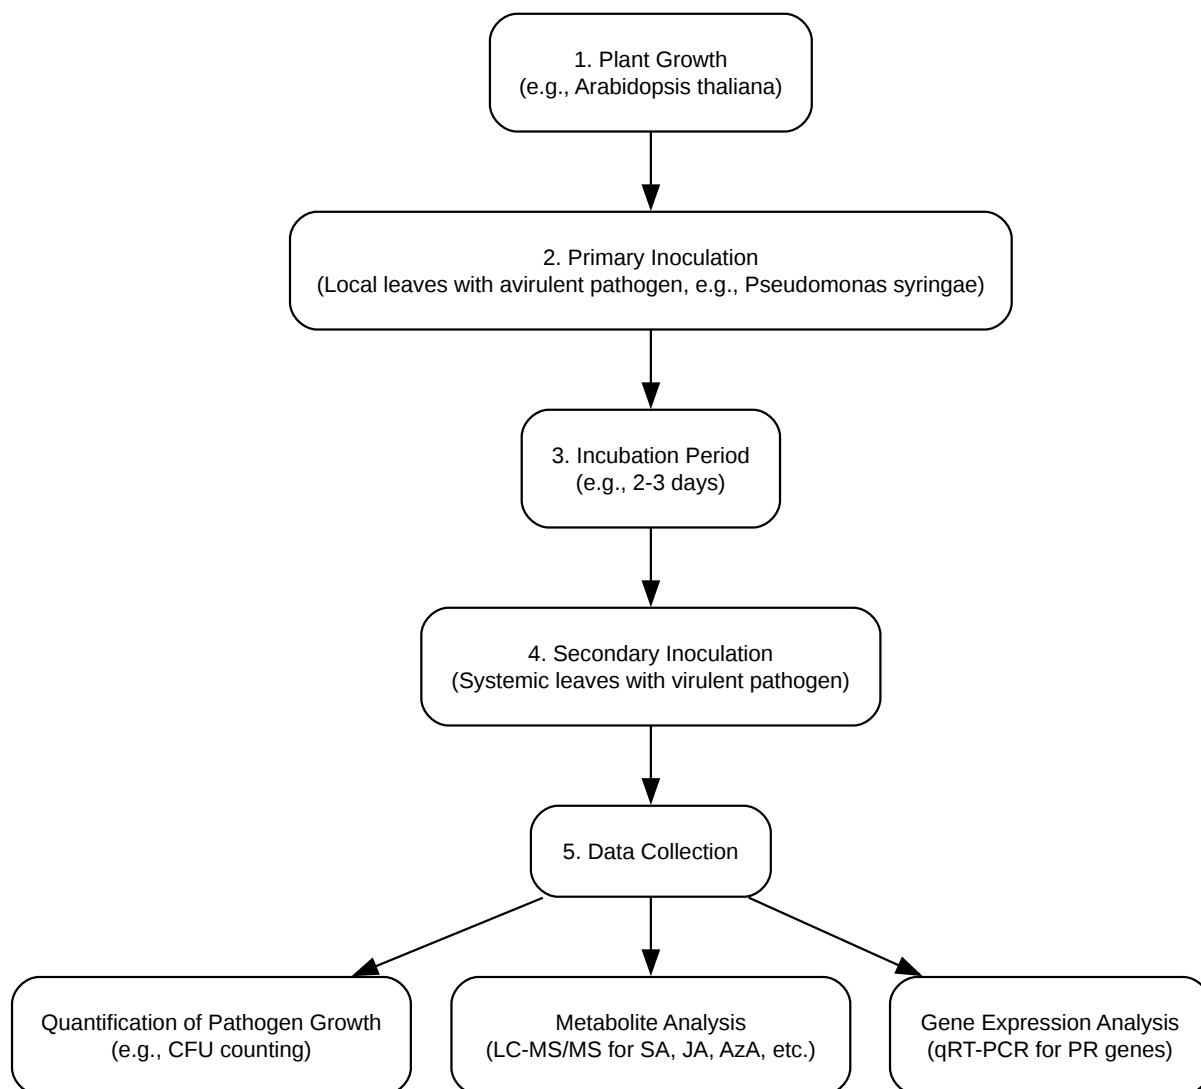 1. Plant Growth
(e.g., Arabidopsis thaliana)
2. Primary Inoculation
(Local leaves with avirulent pathogen, e.g., Pseudomonas syringae)
3. Incubation Period
(e.g., 2-3 days)
4. Secondary Inoculation
(Systemic leaves with virulent pathogen)
5. Data Collection
Quantification of Pathogen Growth
(e.g., CFU counting)
Metabolite Analysis
(LC-MS/MS for SA, JA, AzA, etc.)
Gene Expression Analysis
(qRT-PCR for PR genes)